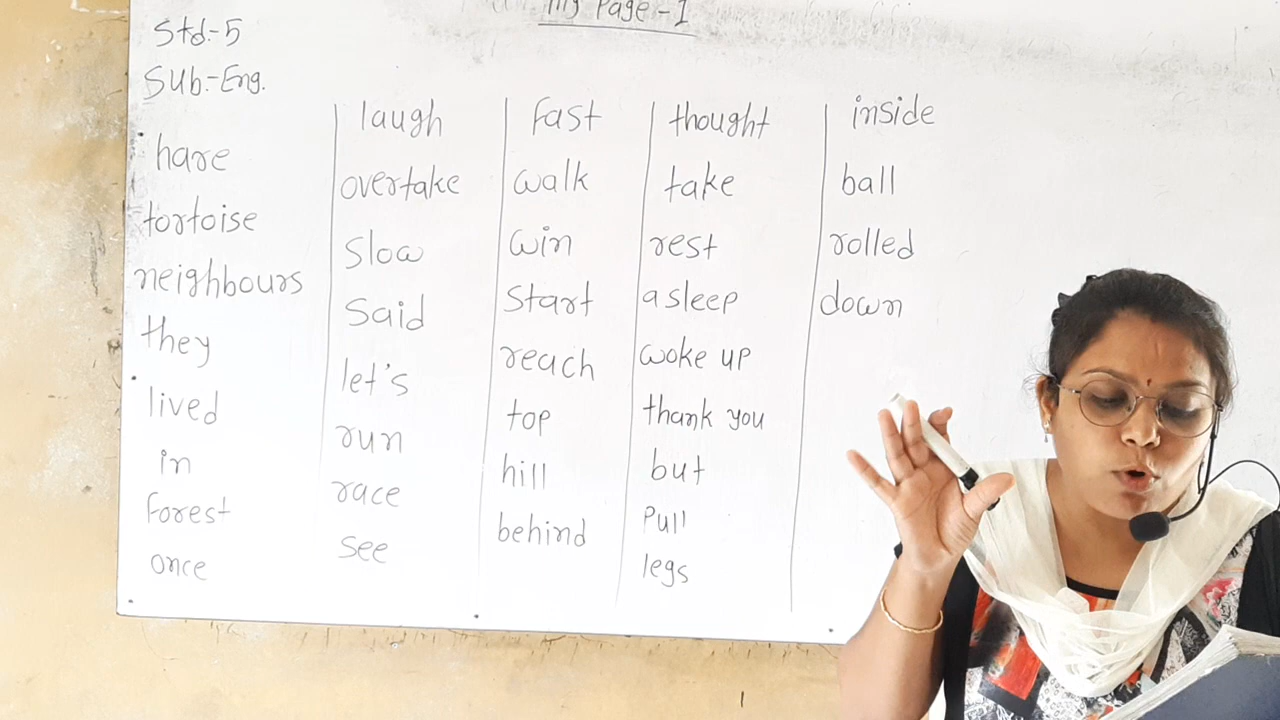 My Page-1
Std.-5
Sub.-Eng.
hare
tortoise
neighbours
they
lived
in
Forest
once
laugh
overtake
Slow
Said
let's
run
race
See
Fast
walk
win
Start
reach
top
hill
behind
thought
take
rest
asleep
woke up
thank you
but
Pull
legs
inside
ball
rolled
down